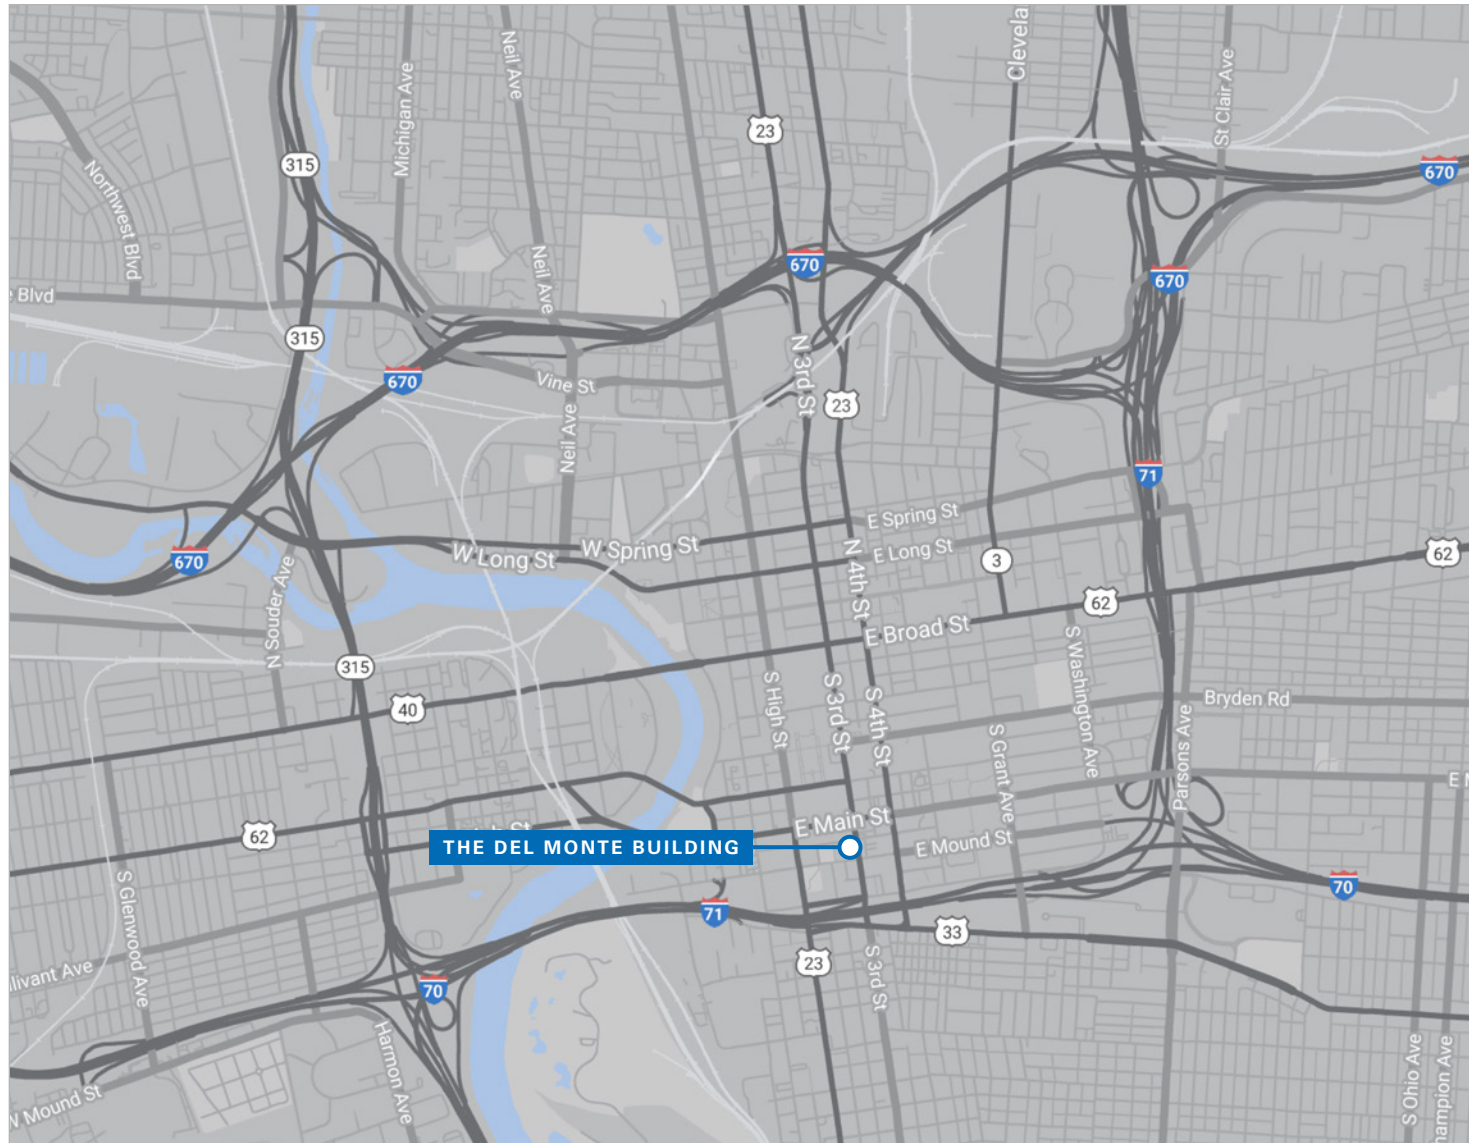 Clevela
Neil Ave
Michigan Ave
St Clair Ave
23
315
670
Northwest Blvd
Neil Ave
670
670
e Blvd
315
N 3rd St
670
Vine St
23
Neil Ave
71
E Spring St
W Long St
W Spring St
E Long St
N 4th St
670
3
62
62
N Souder Ave
E Broad St
S Washington Ave
315
40
S High St
S 3rd St
S 4th St
Bryden Rd
S Grant Ave
Parsons Ave
E M
62
E Main St
THE DEL MONTE BUILDING
E Mound St
S Glenwood Ave
70
71
33
23
S 3rd St
llivant Ave
70
Harmon Ave
W Mound St
S Ohio Ave
hampion Ave